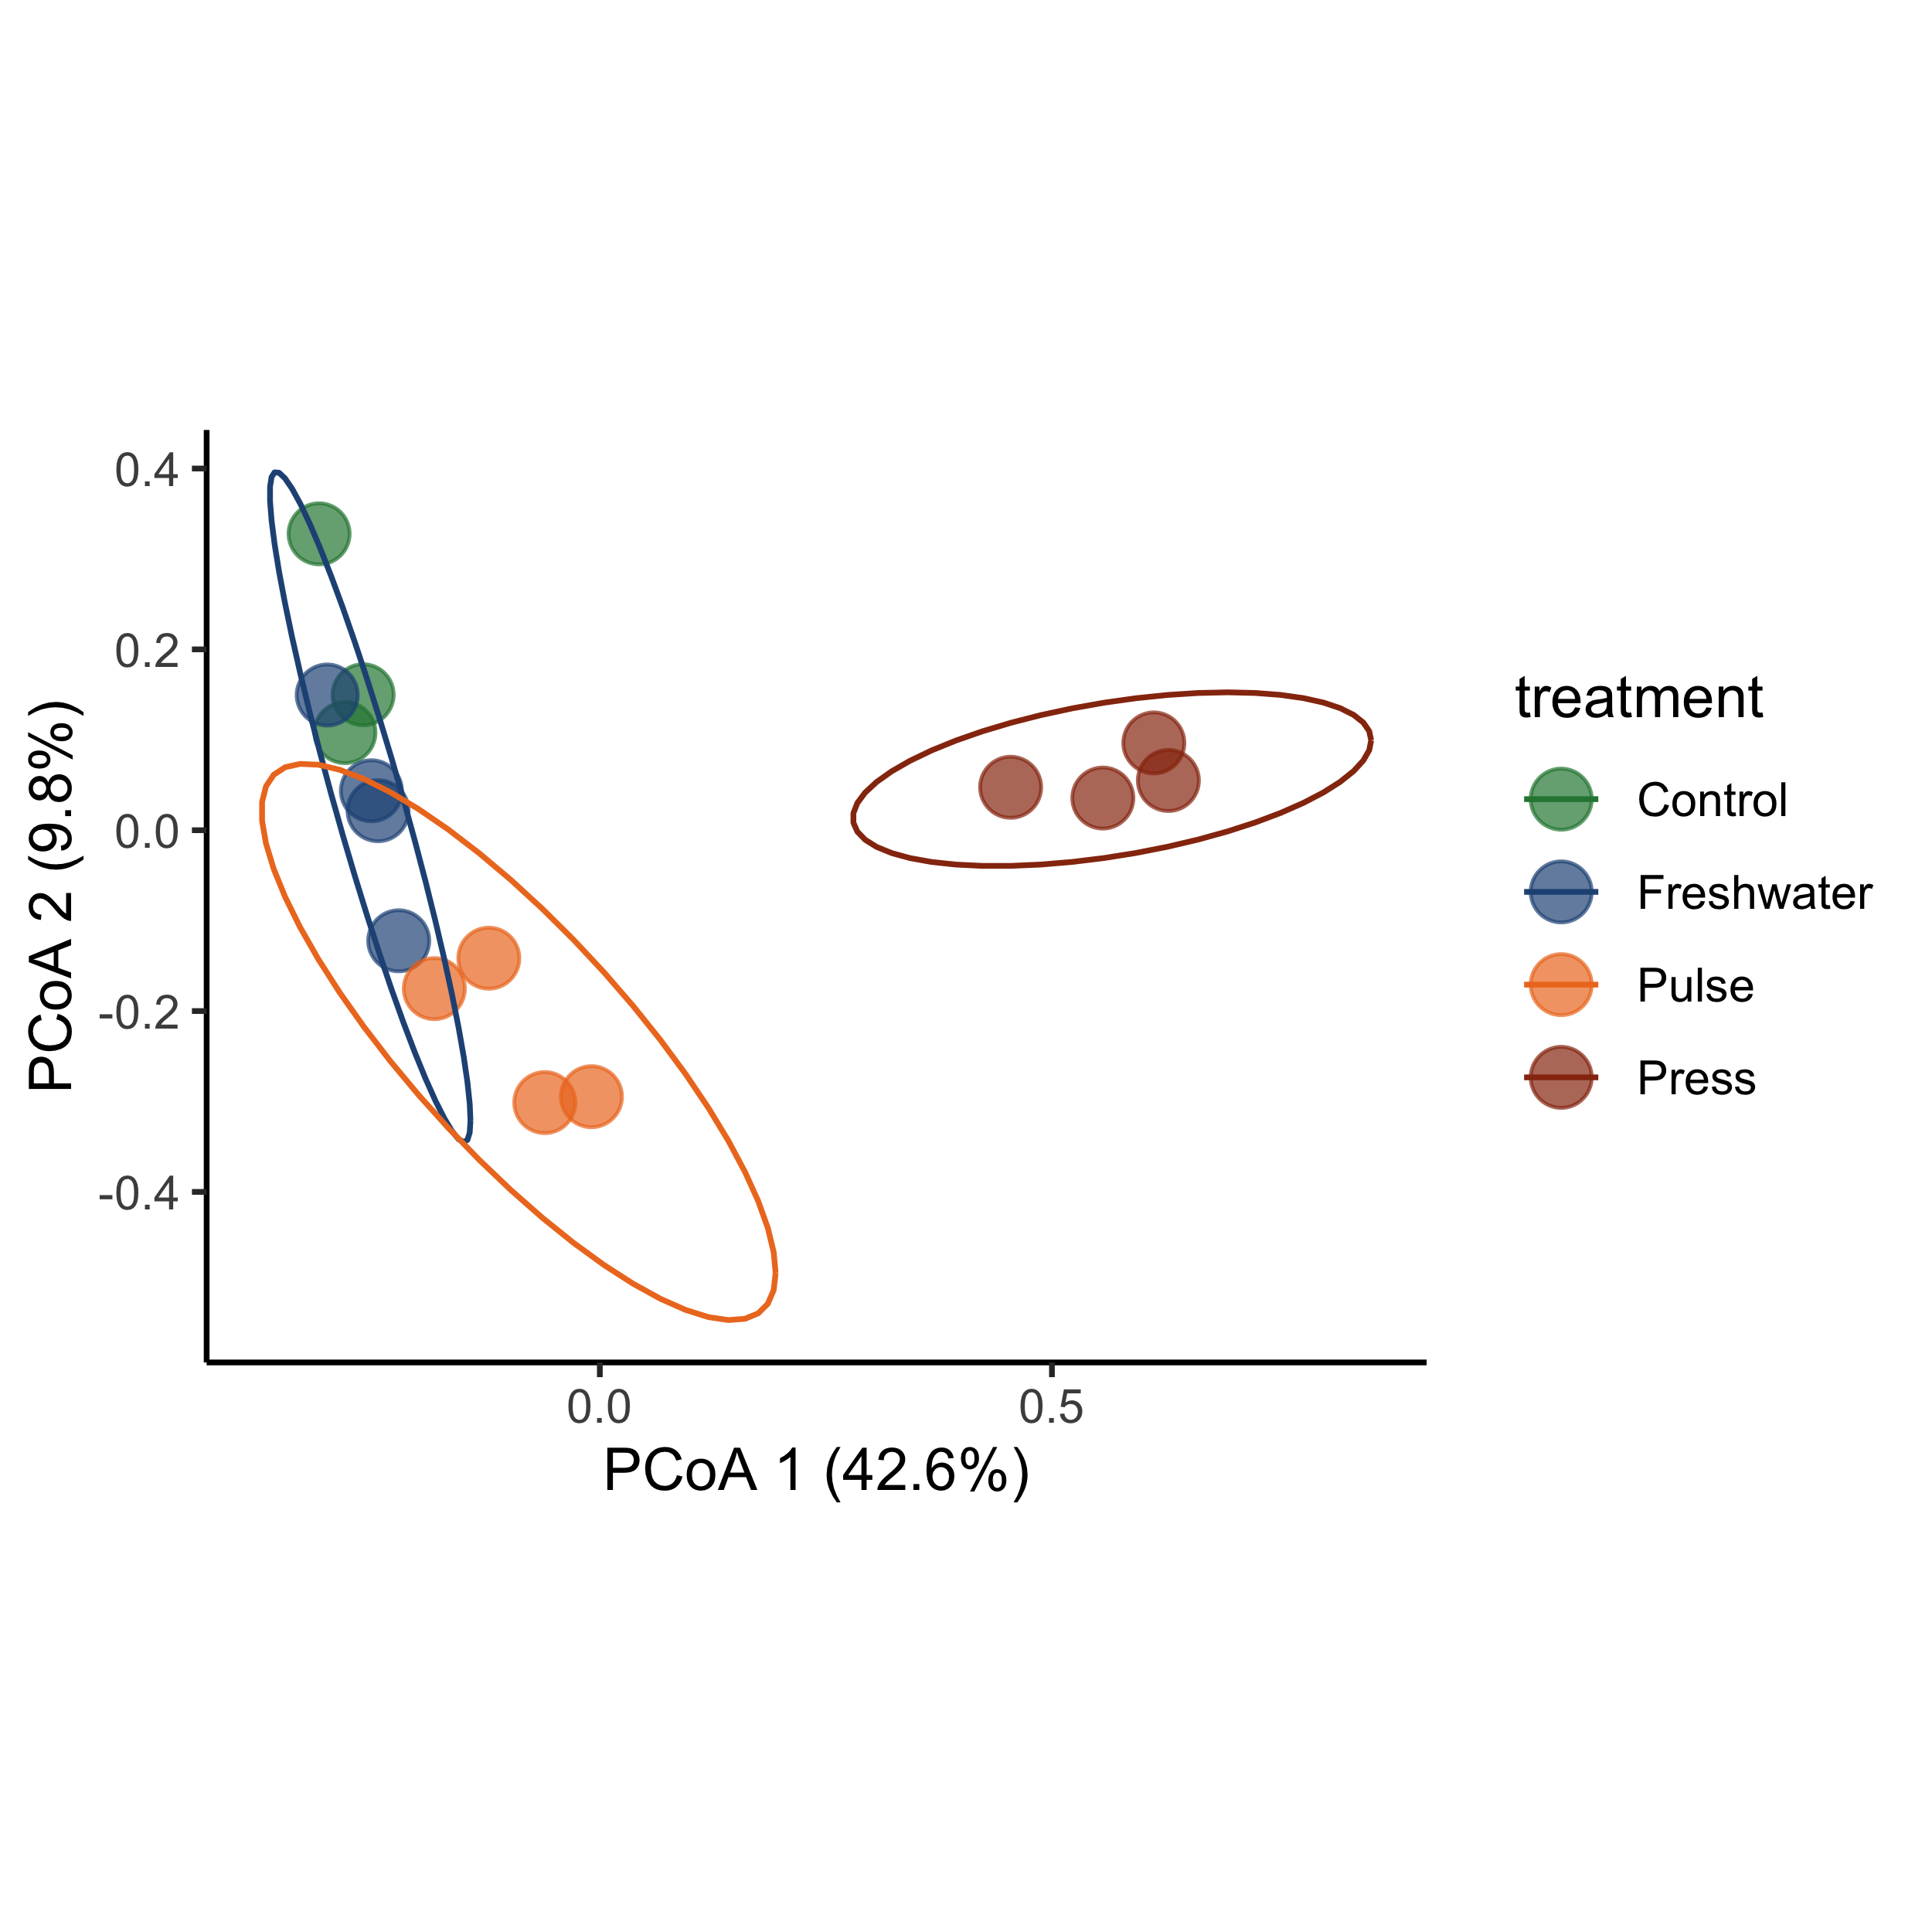 0.4
0.2
0.0
-0.2
-0.4
PCoA 2 (9.8%)
0.0
0.5
PCoA 1 (42.6%)
treatment
Control
Freshwater
Pulse
Press